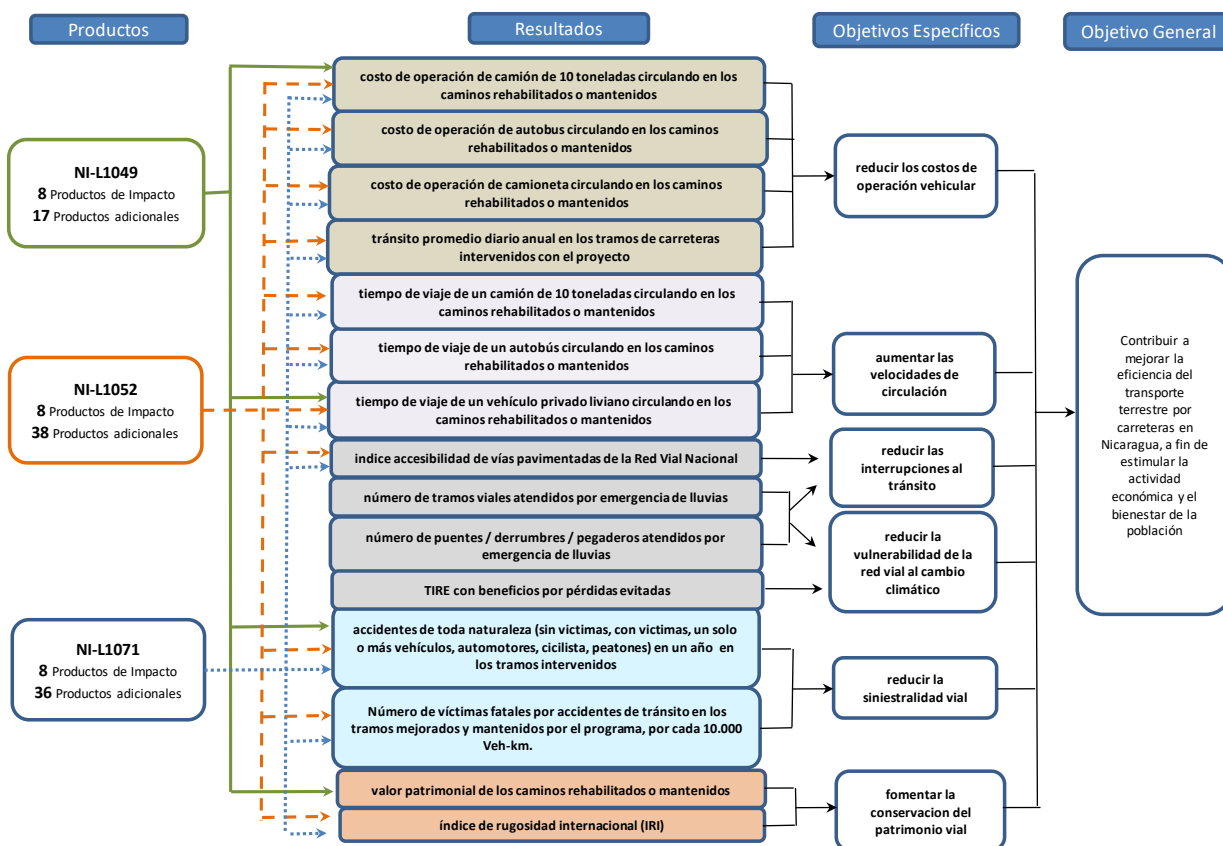 Productos
Resultados
Objetivos Específicos
Objetivo General
NI-L1049
8 Productos de Impacto
17 Productos adicionales
NI-L1052
8 Productos de Impacto
38 Productos adicionales
NI-L1071
8 Productos de Impacto
36 Productos adicionales
costo de operación de camión de 10 toneladas circulando en los
caminos rehabilitados o mantenidos
costo de operación de autobus circulando en los caminos
rehabilitados o mantenidos
costo de operación de camioneta circulando en los caminos
rehabilitados o mantenidos
tránsito promedio diario anual en los tramos de carreteras
intervenidos con el proyecto
tiempo de viaje de un camión de 10 toneladas circulando en los
caminos rehabilitados o mantenidos
tiempo de viaje de un autobús circulando en los caminos
rehabilitados o mantenidos
tiempo de viaje de un vehículo privado liviano circulando en los
caminos rehabilitados o mantenidos
indice accesibilidad de vías pavimentadas de la Red Vial Nacional
número de tramos viales atendidos por emergencia de lluvias
número de puentes / derrumbres / pegaderos atendidos por
emergencia de lluvias
TIRE con beneficios por pérdidas evitadas
accidentes de toda naturaleza (sin victimas, con victimas, un solo
o más vehículos, automotores, cicilista, peatones) en un año en
los tramos intervenidos
Número de víctimas fatales por accidentes de tránsito en los
tramos mejorados y mantenidos por el programa, por cada 10.000
Veh-km.
valor patrimonial de los caminos rehabilitados o mantenidos
índice de rugosidad internacional (IRI)
reducir los costos de
operación vehicular
aumentar las
velocidades de
circulación
reducir las
interrupciones al
tránsito
reducir la
vulnerabilidad de la
red vial al cambio
climático
reducir la
siniestralidad vial
fomentar la
conservacion del
patrimonio vial
Contribuir a
mejorar la
eficiencia del
transporte
terrestre por
carreteras en
Nicaragua, a fin de
estimular la
actividad
económica y el
bienestar de la
población